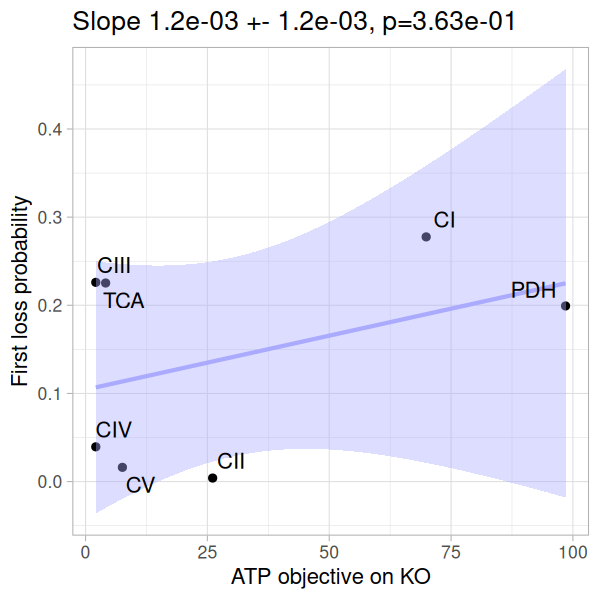 Slope 1.2e-03 +- 1.2e-03, p=3.63e-01
First loss probability
0.4
0.3
0.2
0.1
0.0
CI
CIII
TCA
PDH
CIV
CII
CV
0
25
50
75
100
ATP objective on KO